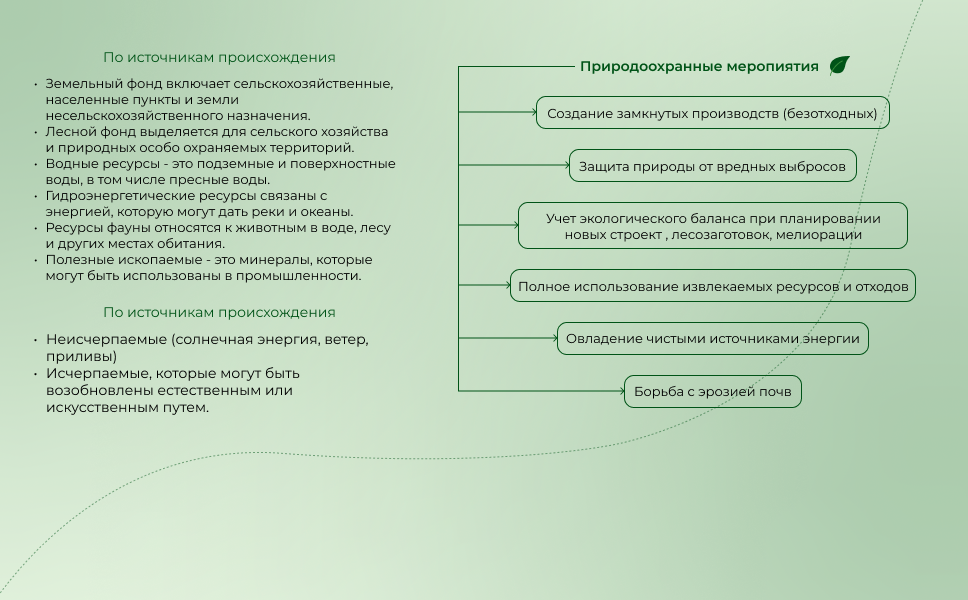 По источникам происхождения
• Земельный фонд включает сельскохозяйственные,
населенные пункты и земли
несельскохозяйственного назначения.
• Лесной фонд выделяется для сельского хозяйства
и природных особо охраняемых территорий.
• Водные ресурсы - это подземные и поверхностные
воды, в том числе пресные воды.
• Гидроэнергетические ресурсы связаны с
энергией, которую могут дать реки и океаны.
• Ресурсы фауны относятся к животным в воде, лесу
и других местах обитания.
• Полезные ископаемые - это минералы, которые
могут быть использованы в промышленности.
По источникам происхождения
• Неисчерпаемые (солнечная энергия, ветер,
приливы)
• Исчерпаемые, которые могут быть
возобновлены естественным или
искусственным путем.
Природоохранные меропиятия
Создание замкнутых производств (безотходных)
Защита природы от вредных выбросов
Учет экологического баланса при планировании
новых строект , лесозаготовок, мелиорации
Полное использование извлекаемых ресурсов и отходов
Овладение чистыми источниками энергии
Борьба с эрозией почв